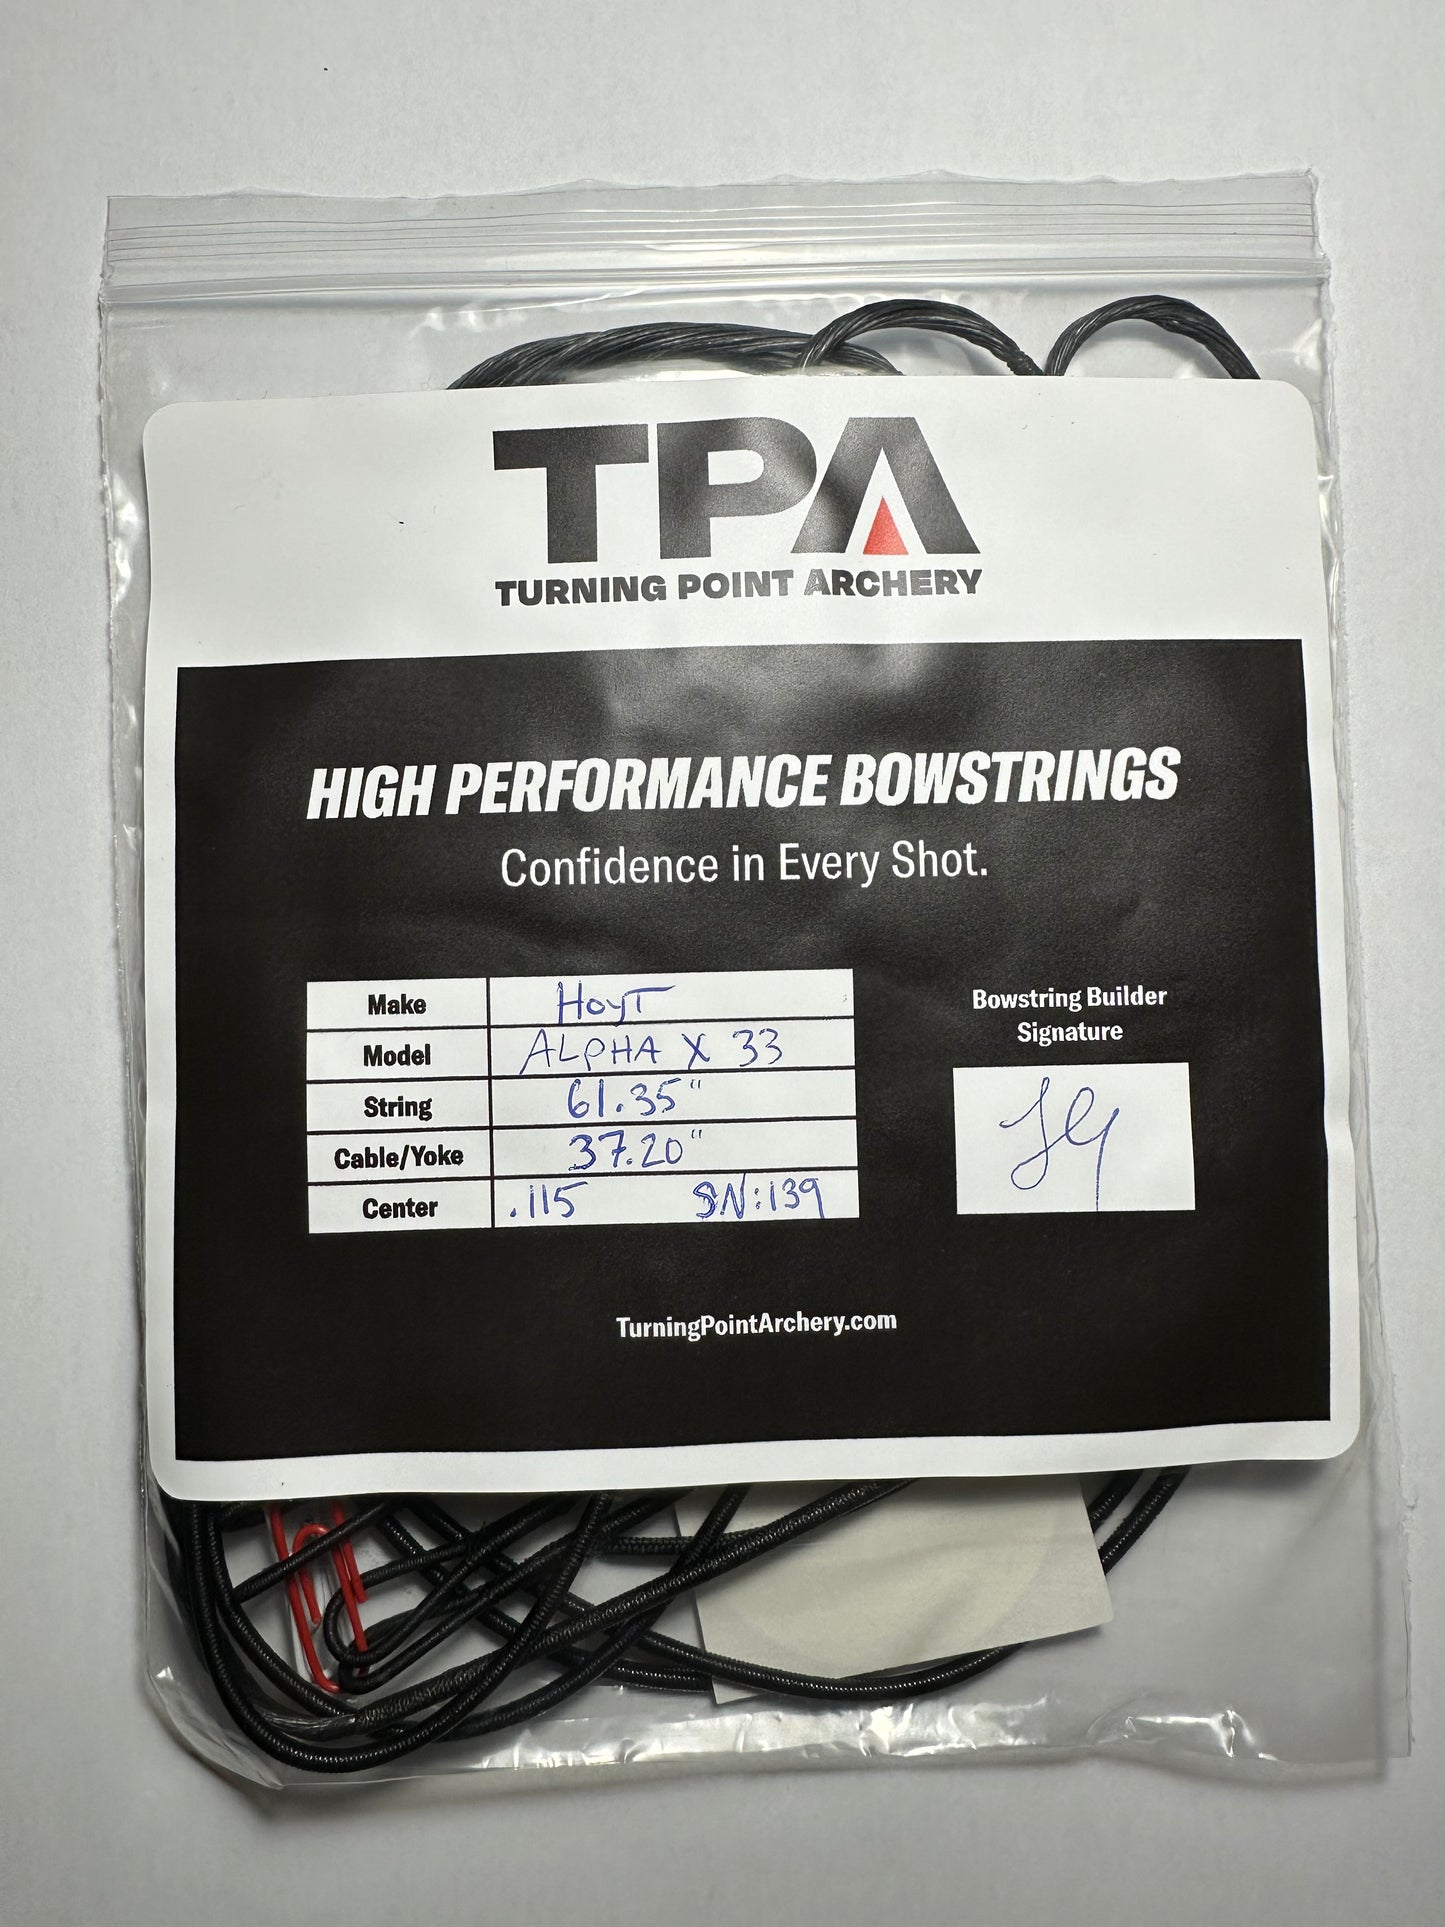 TPA
TURNING POINT ARCHERY
HIGH PERFORMANCE BOWSTRINGS
Confidence in Every Shot.
Make HOYT
Model ALPHA X 33
String 61.35"
Cable/Yoke 37.20"
Center .115 SN:139
Bowstring Builder
Signature
TurningPointArchery.com